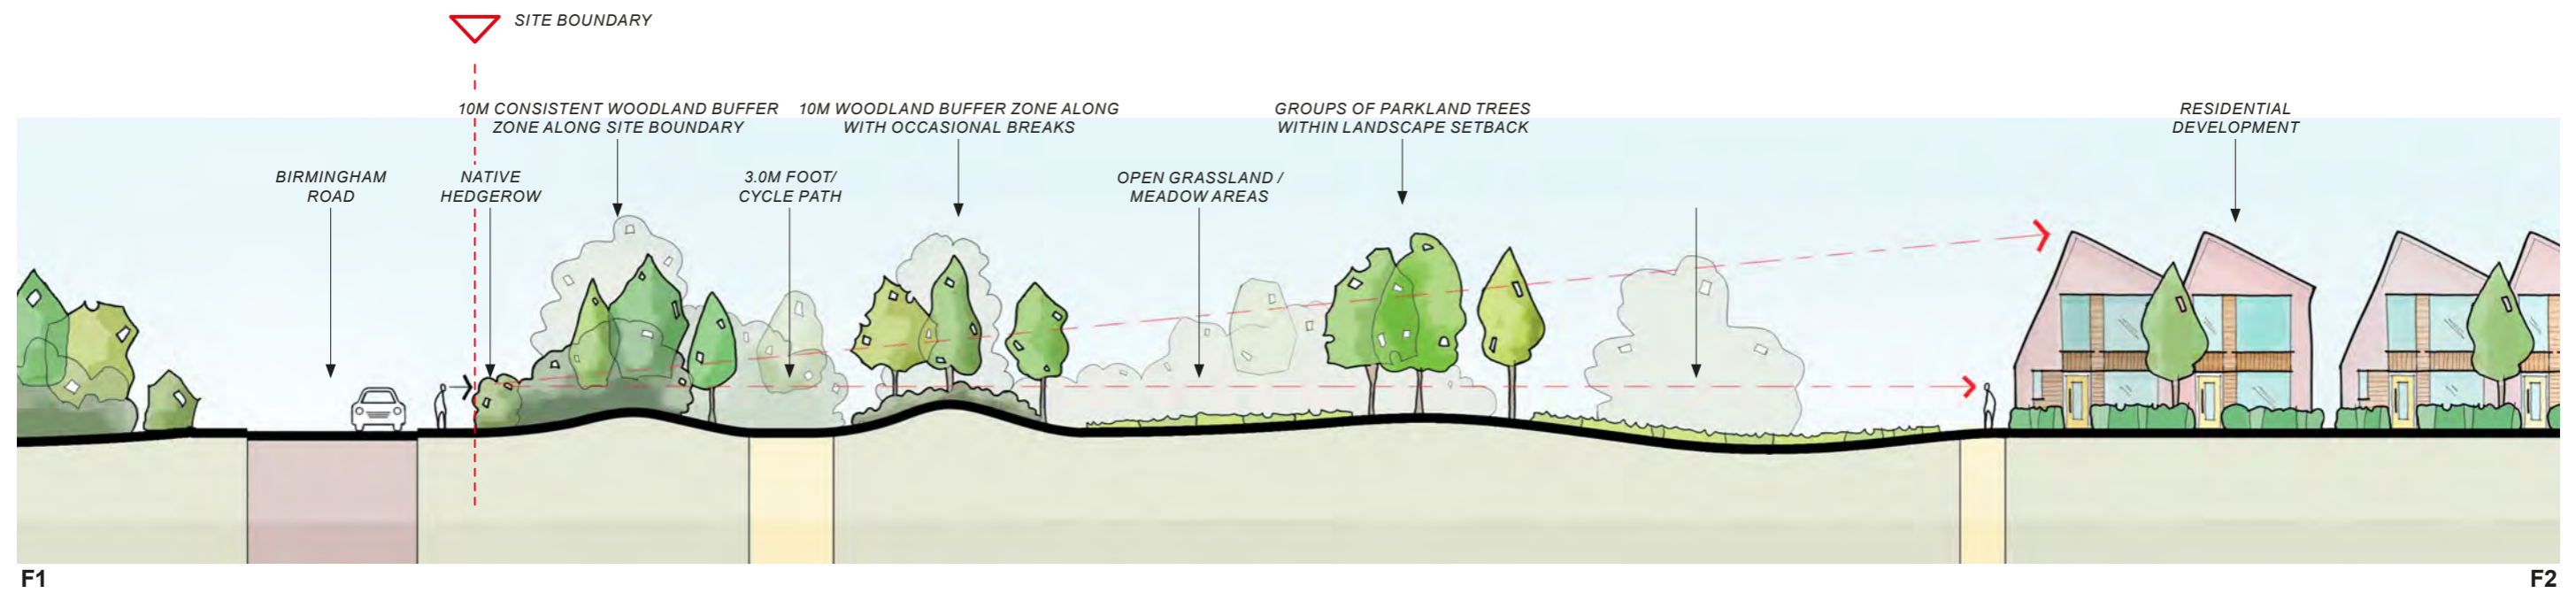 SITE BOUNDARY
10M CONSISTENT WOODLAND BUFFER
ZONE ALONG SITE BOUNDARY
10M WOODLAND BUFFER ZONE ALONG
WITH OCCASIONAL BREAKS
GROUPS OF PARKLAND TREES
WITHIN LANDSCAPE SETBACK
RESIDENTIAL
DEVELOPMENT
BIRMINGHAM
ROAD
NATIVE
HEDGEROW
3.0M FOOT/
CYCLE PATH
OPEN GRASSLAND /
MEADOW AREAS
F1
F2